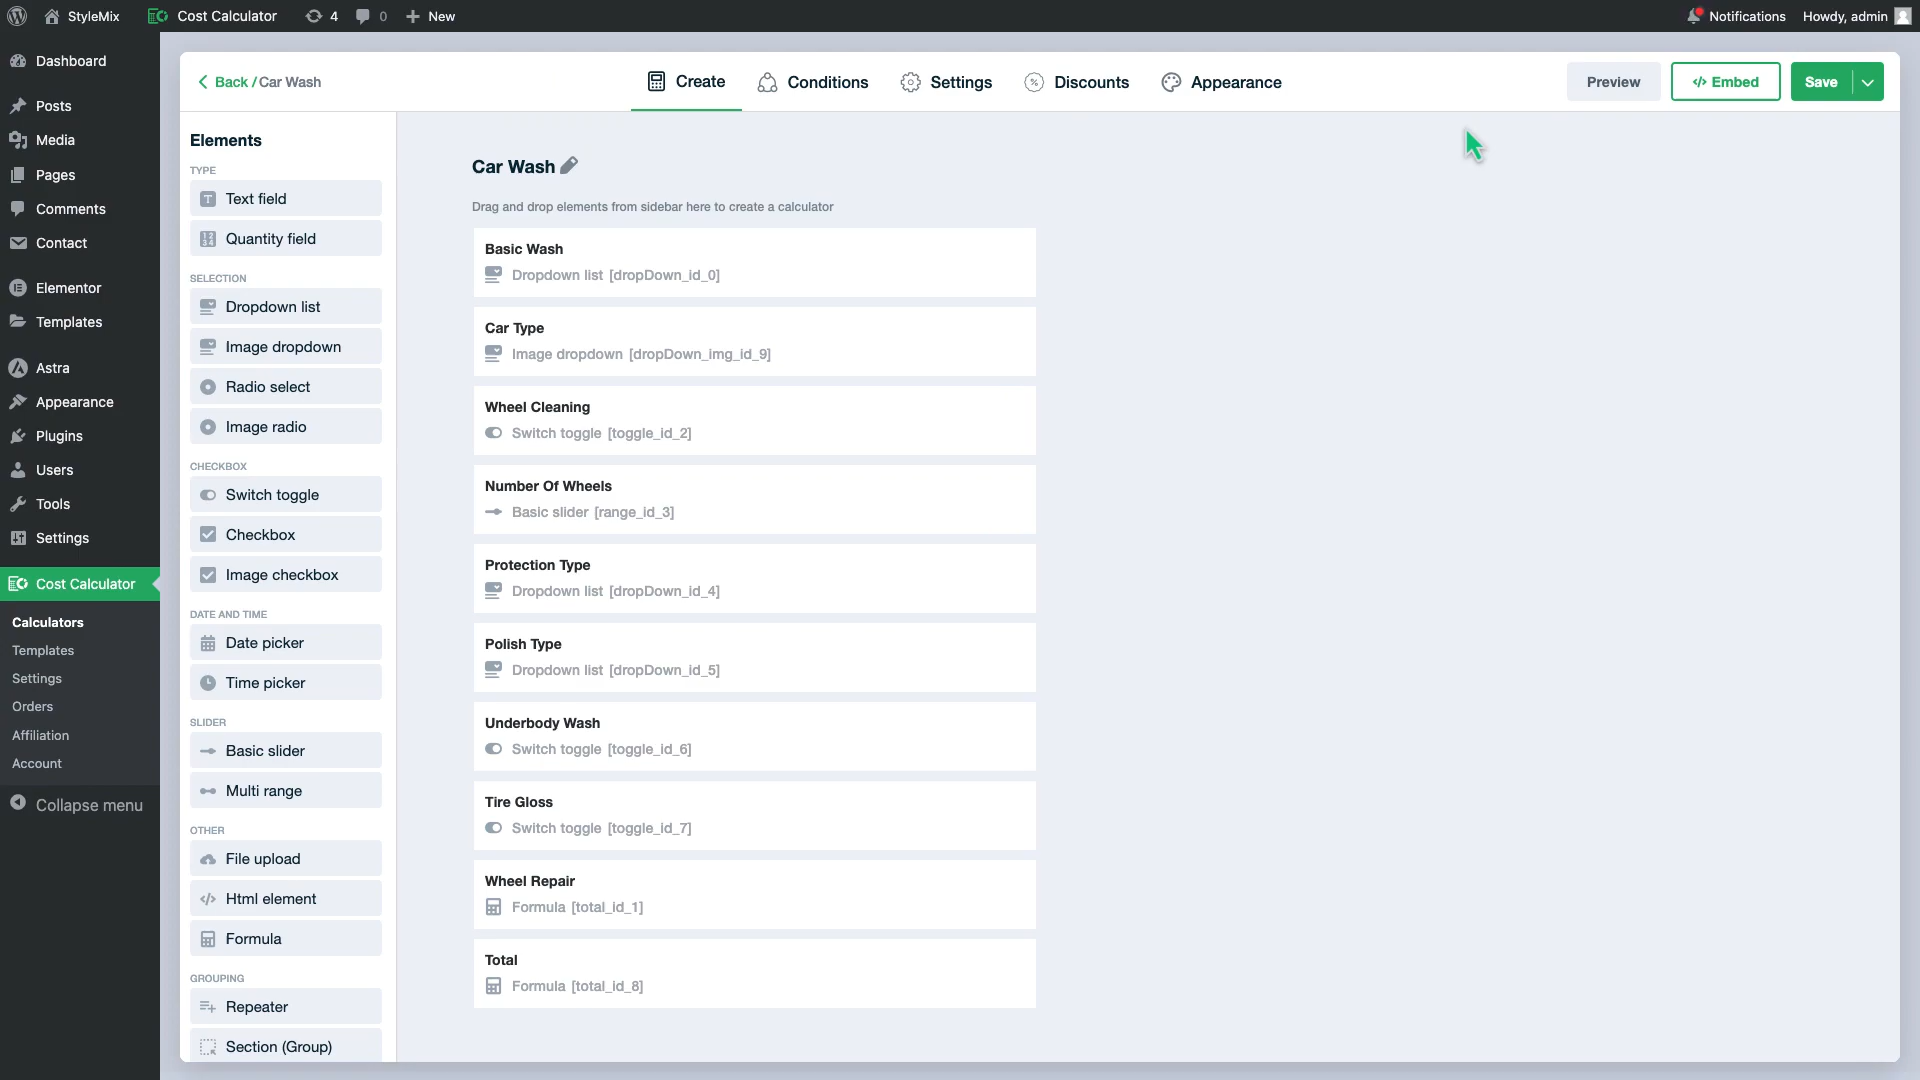 StyleMix
Cost Calculator
4
0
New
Notifications
Howdy, admin
Dashboard
Posts
Media
Pages
Comments
Contact
Elementor
Templates
Astra
Appearance
Plugins
Users
Tools
Settings
Cost Calculator
Calculators
Templates
Settings
Orders
Affiliation
Account
Collapse menu
Back / Car Wash
Create
Conditions
Settings
Discounts
Appearance
Preview
Embed
Save
Elements
TYPE
Text field
Quantity field
SELECTION
Dropdown list
Image dropdown
Radio select
Image radio
CHECKBOX
Switch toggle
Checkbox
Image checkbox
DATE AND TIME
Date picker
Time picker
SLIDER
Basic slider
Multi range
OTHER
File upload
Html element
Formula
GROUPING
Repeater
Section (Group)
Car Wash
Drag and drop elements from sidebar here to create a calculator
Basic Wash
Dropdown list [dropDown_id_0]
Car Type
Image dropdown [dropDown_img_id_9]
Wheel Cleaning
Switch toggle [toggle_id_2]
Number Of Wheels
Basic slider [range_id_3]
Protection Type
Dropdown list [dropDown_id_4]
Polish Type
Dropdown list [dropDown_id_5]
Underbody Wash
Switch toggle [toggle_id_6]
Tire Gloss
Switch toggle [toggle_id_7]
Wheel Repair
Formula [total_id_1]
Total
Formula [total_id_8]